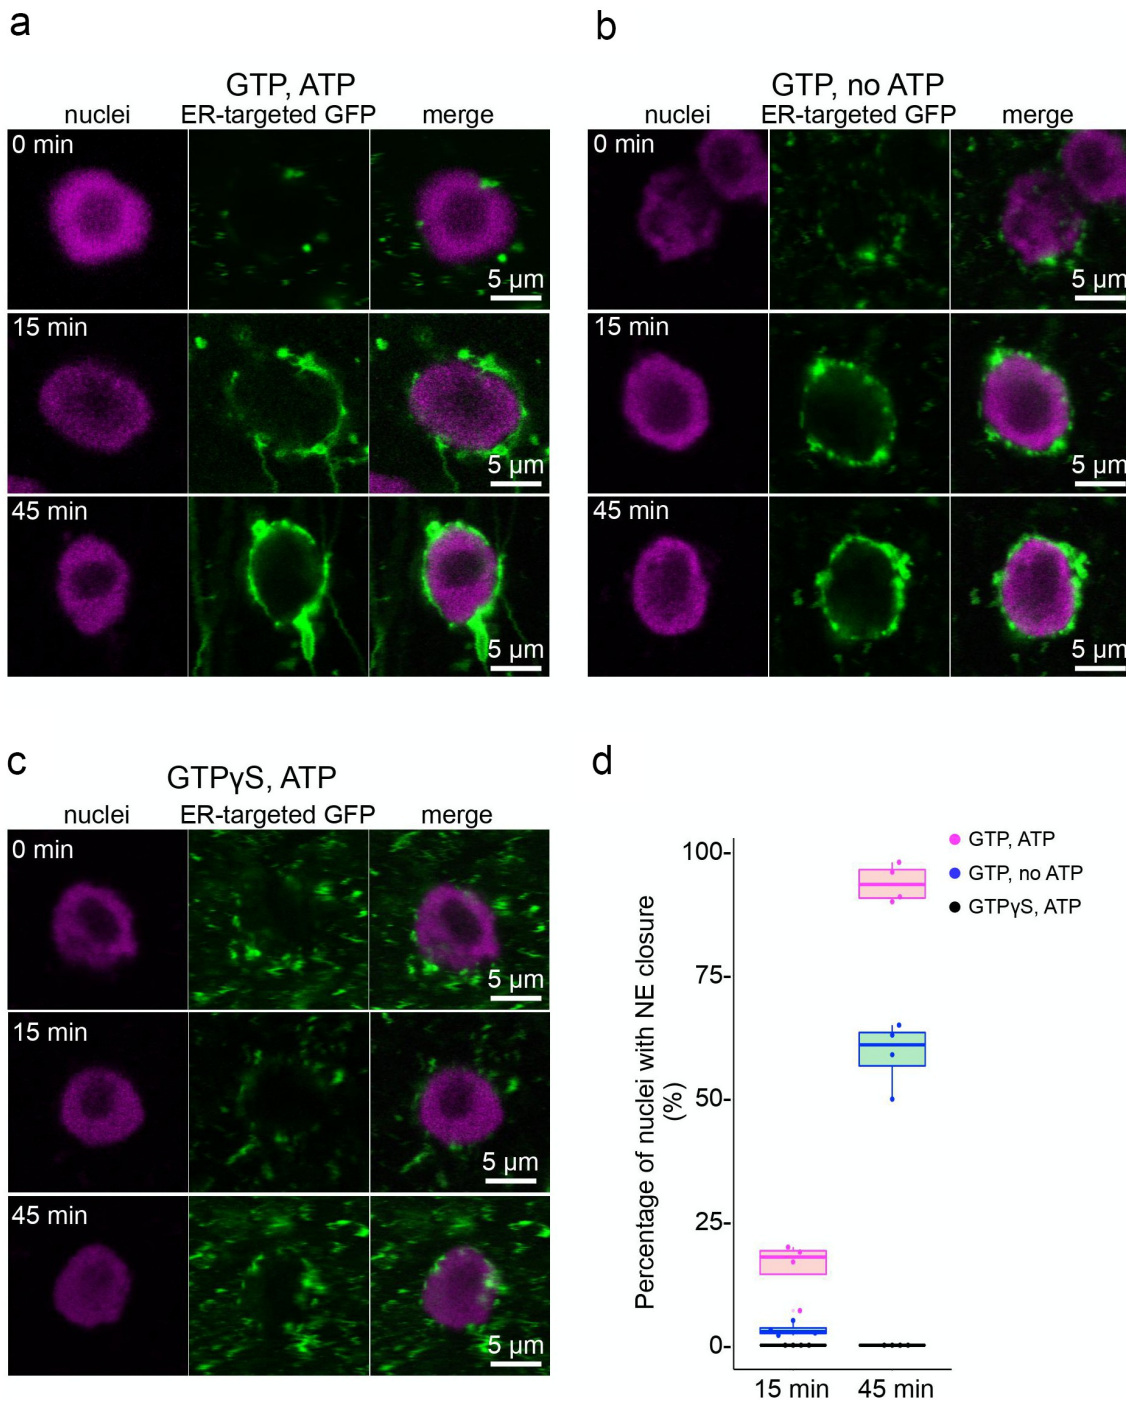 a
GTP, ATP
nuclei ER-targeted GFP merge
0 min
5 µm
15 min
5 µm
45 min
5 µm
b
GTP, no ATP
nuclei ER-targeted GFP merge
0 min
5 µm
15 min
5 µm
45 min
5 µm
c
GTPγS, ATP
nuclei ER-targeted GFP merge
0 min
5 µm
15 min
5 µm
45 min
5 µm
d
Percentage of nuclei with NE closure
(%)
100-
75-
50-
25-
0-
15 min 45 min
GTP, ATP
GTP, no ATP
GTPγS, ATP